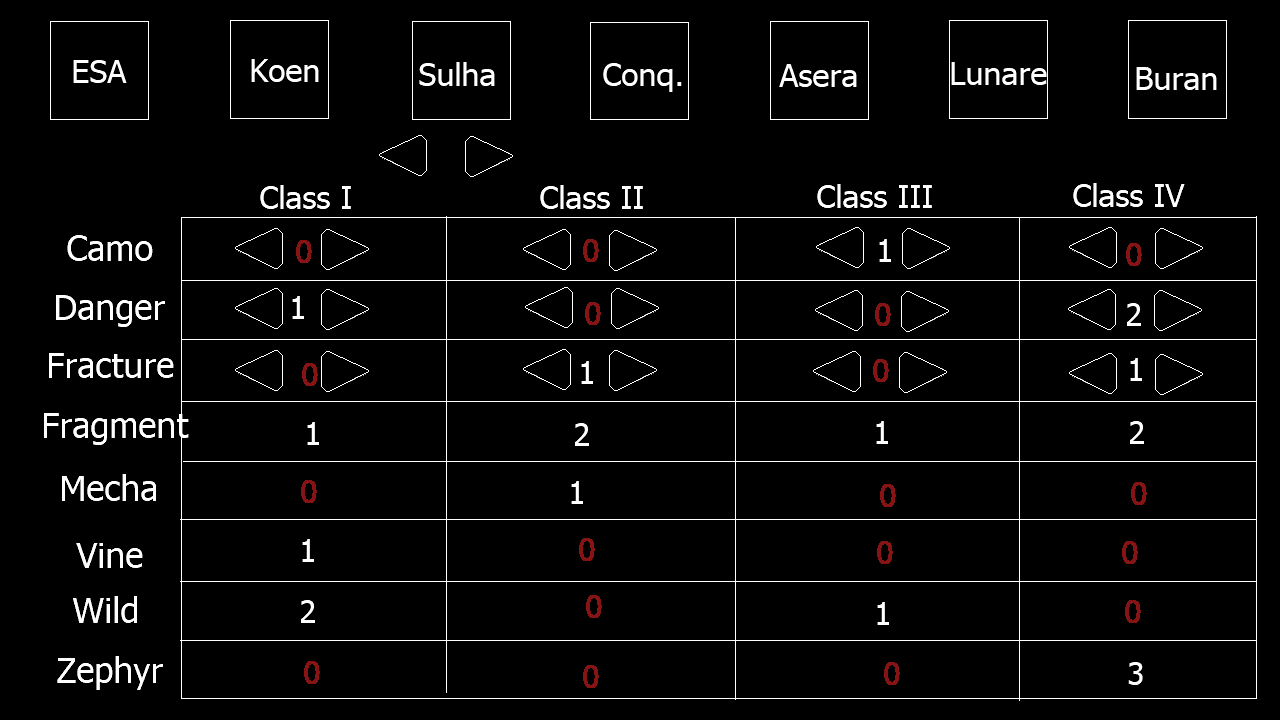 ESA Koen Sulha Conq. Asera Lunare Buran
Class I Class II Class III Class IV
Camo 0 0 1 0
Danger 1 0 0 2
Fracture 0 1 0 1
Fragment 1 2 1 2
Mecha 0 1 0 0
Vine 1 0 0 0
Wild 2 0 1 0
Zephyr 0 0 0 3